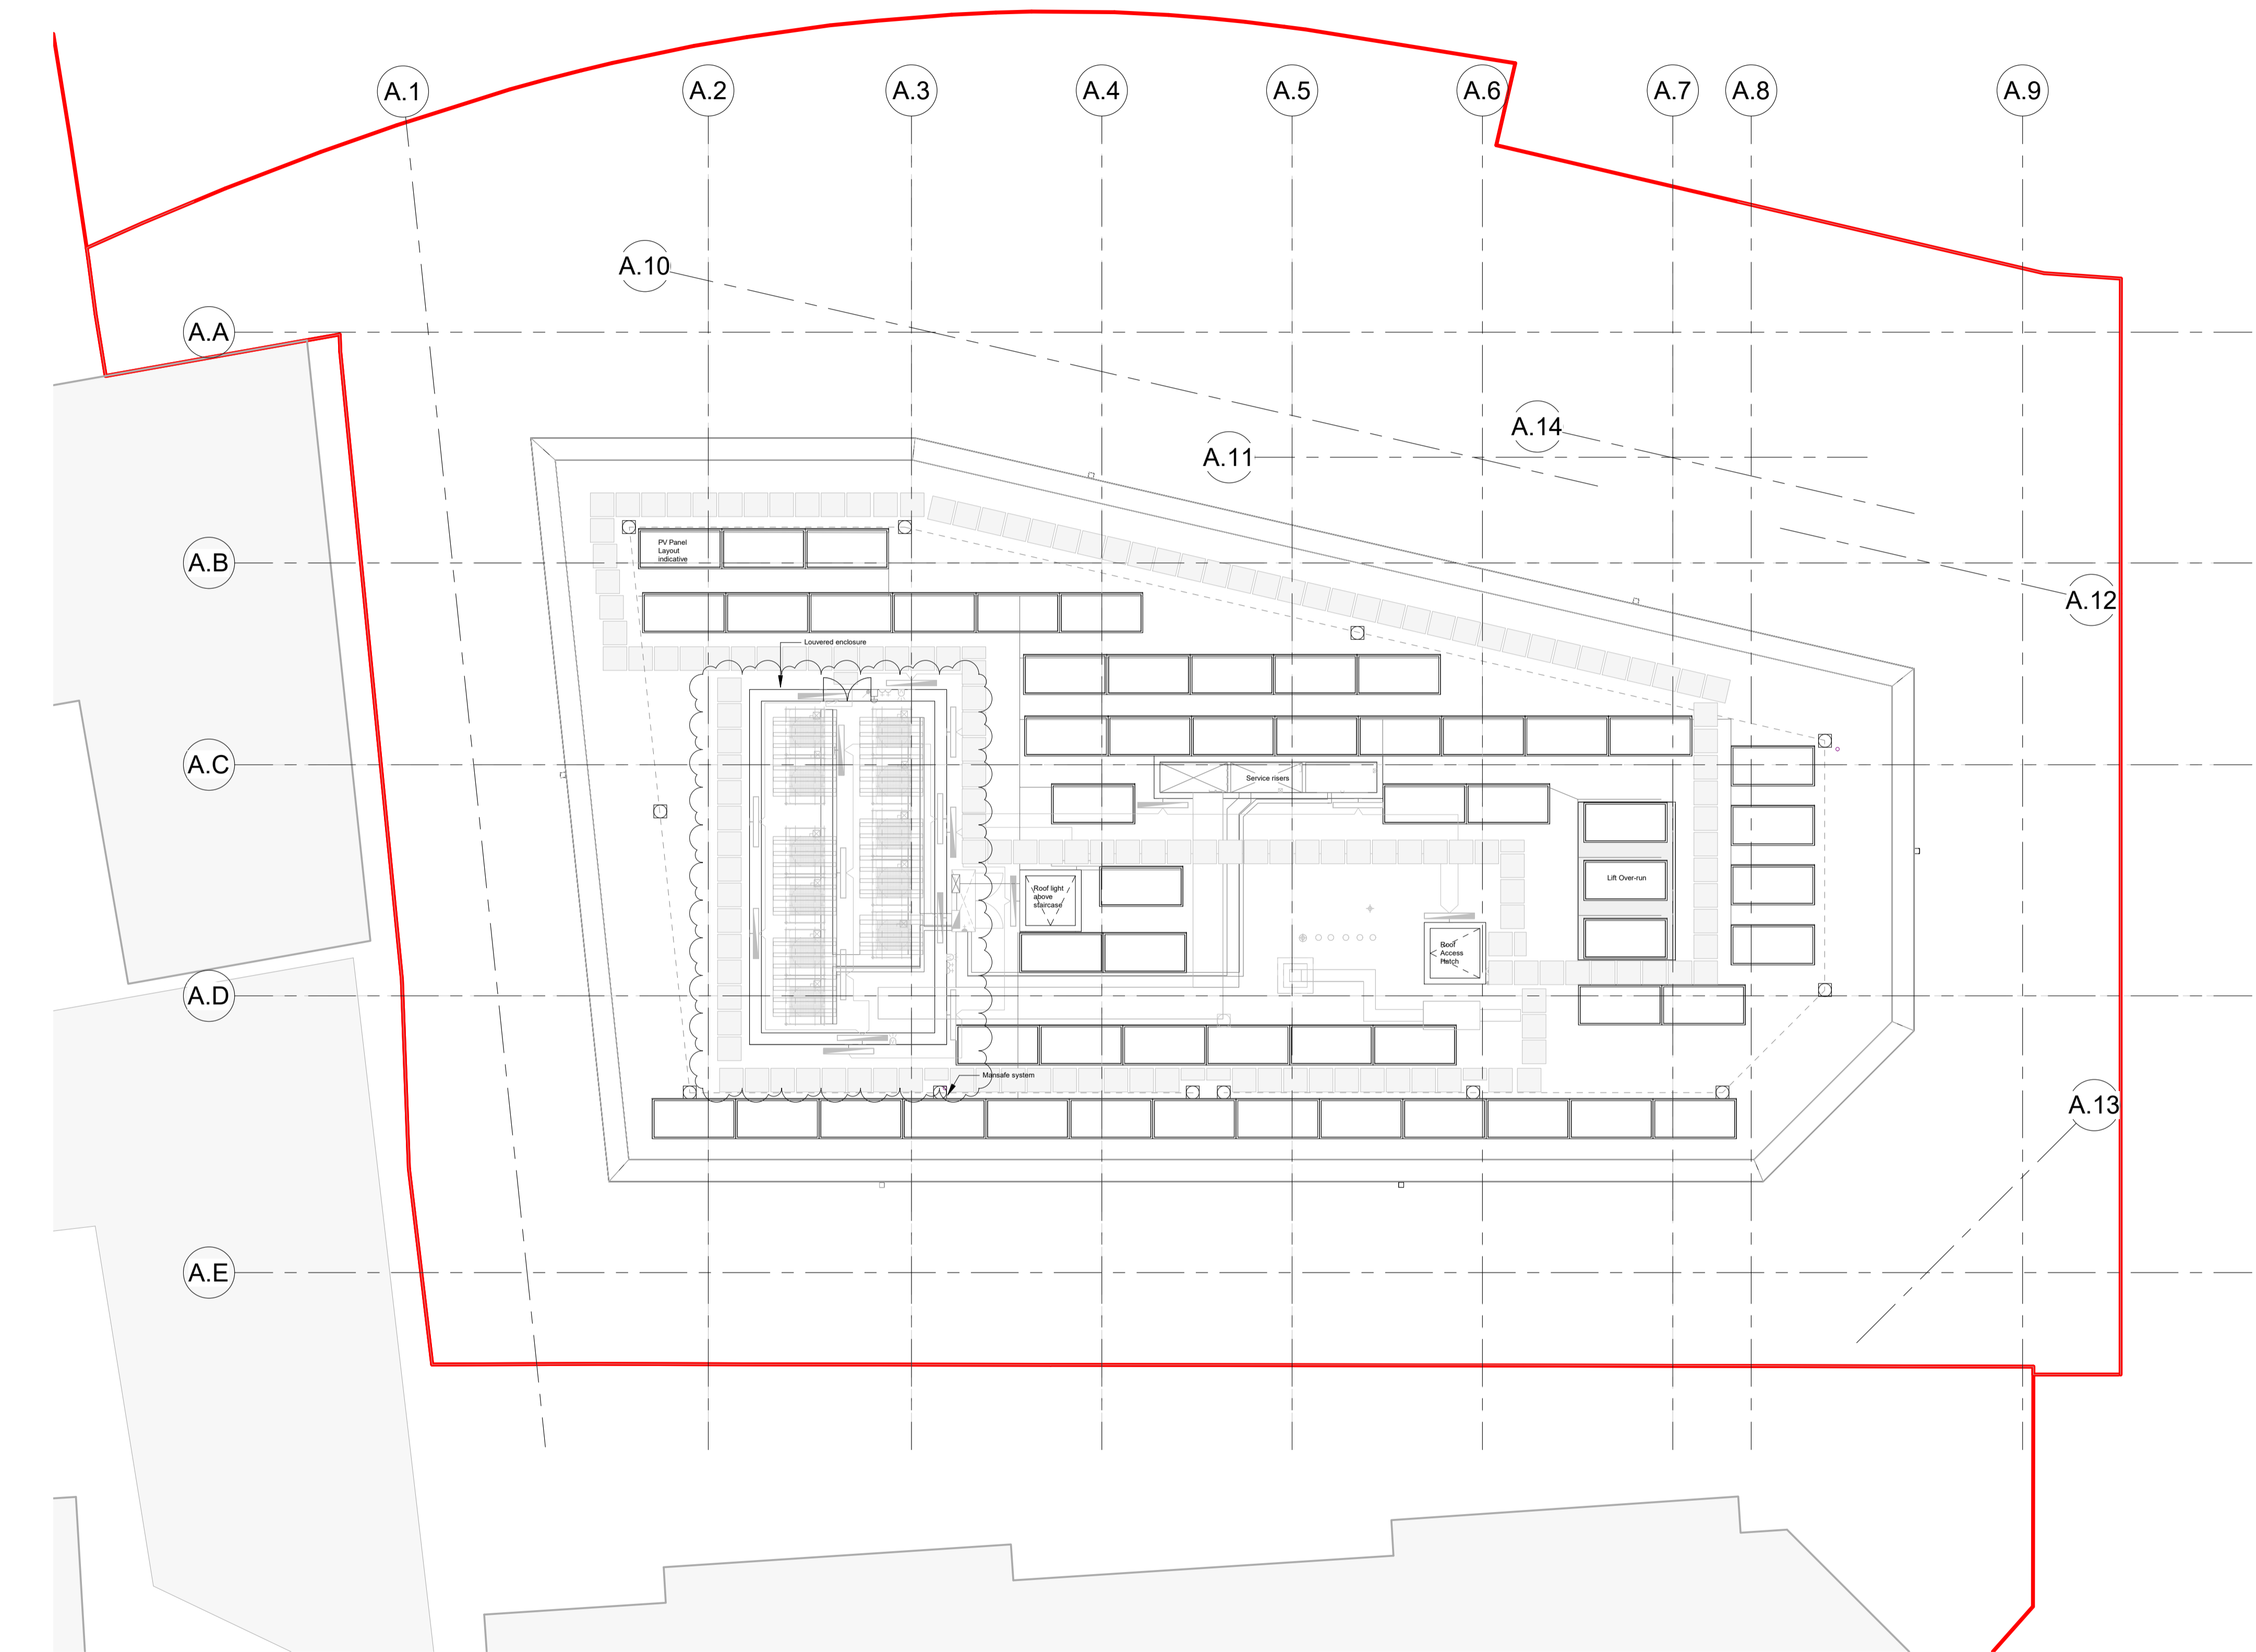 A.1
A.2
A.3
A.4
A.5
A.6
A.7
A.8
A.9
A.10
A.A
A.14
A.11
PV Panel
Layout
indicative
A.B
A.12
Louvered enclosure
A.C
Service risers
Roof light
above
staircase
Lift Over-run
Roof
Access
Hatch
A.D
Mansafe system
A.13
A.E